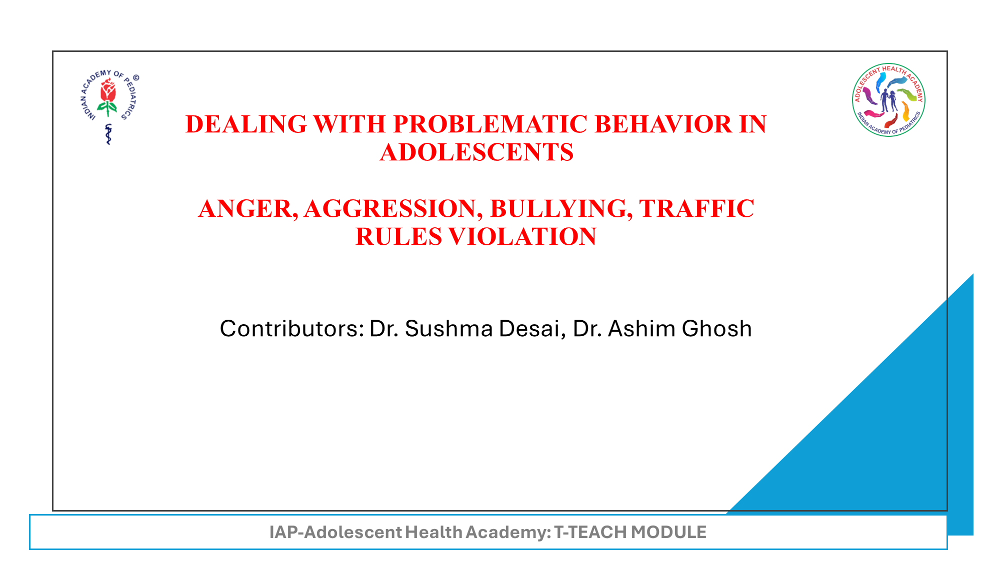 INDIAN ACADEMY OF PEDIATRICS ©
ADOLESCENT HEALTH ACADEMY
INDIAN ACADEMY OF PEDIATRICS
DEALING WITH PROBLEMATIC BEHAVIOR IN
ADOLESCENTS
ANGER, AGGRESSION, BULLYING, TRAFFIC
RULES VIOLATION
Contributors: Dr. Sushma Desai, Dr. Ashim Ghosh
IAP-Adolescent Health Academy: T-TEACH MODULE